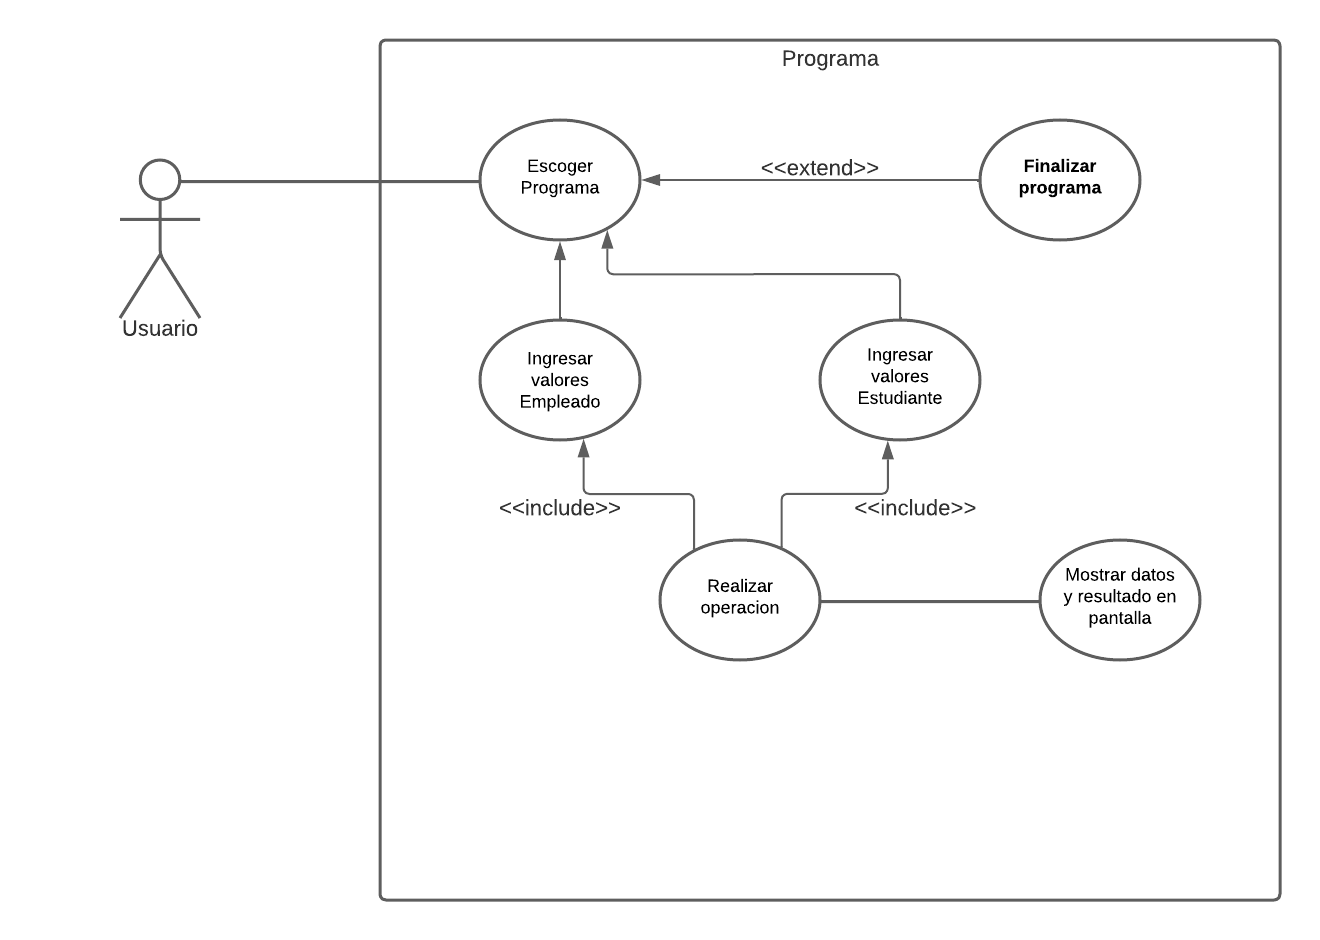 Programa
Escoger
Programa
<<extend>>
Finalizar
programa
Usuario
Ingresar
valores
Empleado
Ingresar
valores
Estudiante
<<include>>
<<include>>
Realizar
operacion
Mostrar datos
y resultado en
pantalla